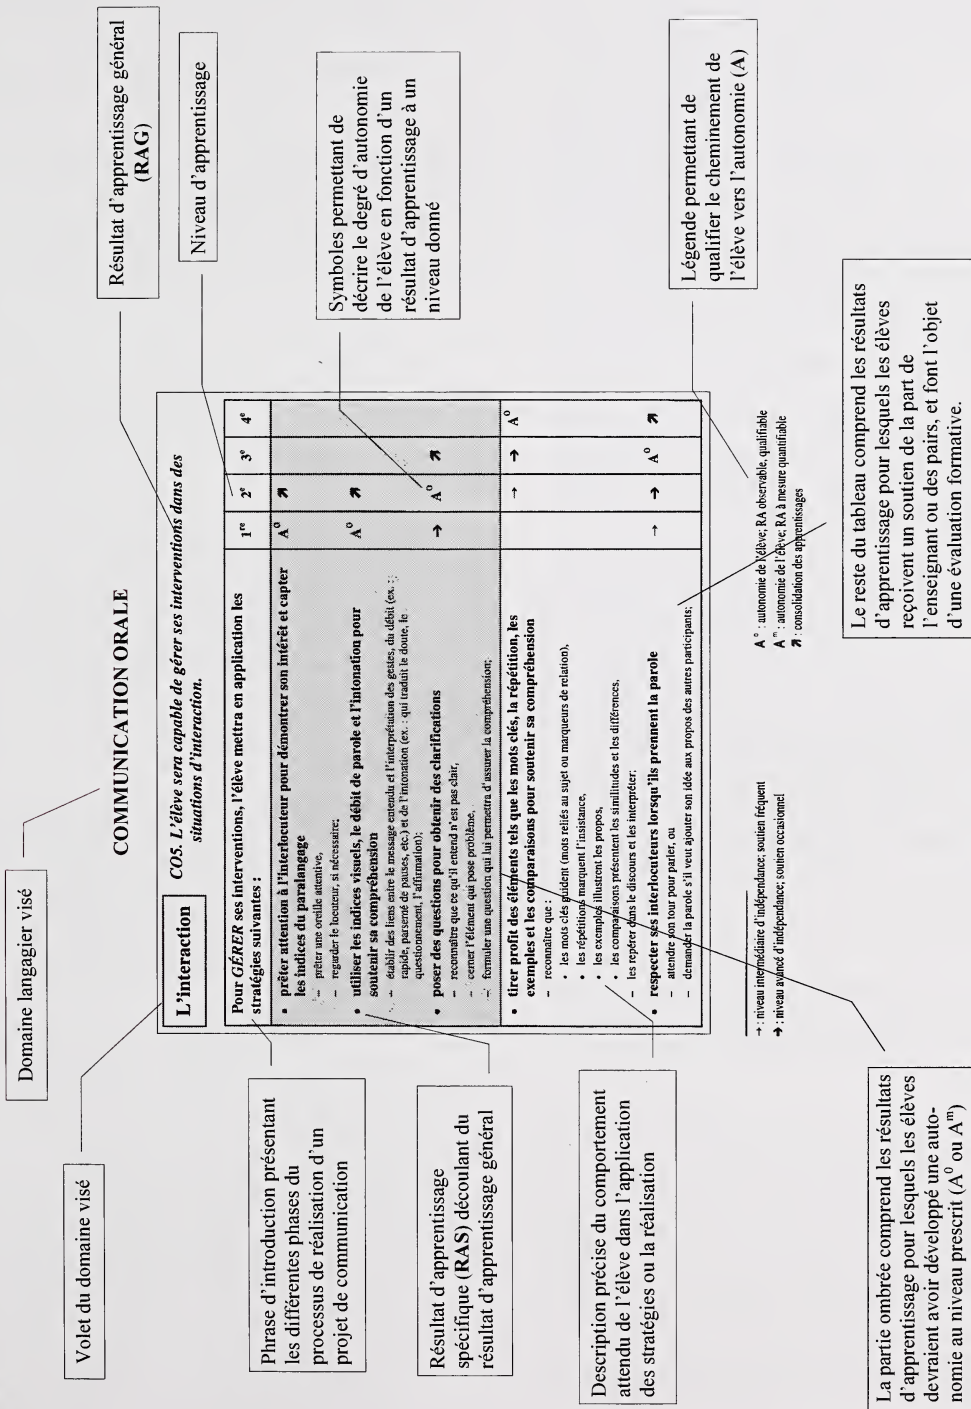 Domaine langagier visé
Volet du domaine visé
COMMUNICATION ORALE
Résultat d'apprentissage général
(RAG)
Niveau d'apprentissage
L'interaction
CO5. L'élève sera capable de gérer ses interventions dans des
situations d'interaction.
Pour GÉRER ses interventions, l'élève mettra en application les
stratégies suivantes :
1re 2e 3e 4e
• prêter attention à l'interlocuteur pour démontrer son intérêt et capter
les indices du paralangage
A0 ↗
– prêter une oreille attentive,
– regarder le locuteur, si nécessaire;
• utiliser les indices visuels, le débit de parole et l'intonation pour
soutenir sa compréhension
A0 ↗
– établir des liens entre le message entendu et l'interprétation des gestes, du débit (ex. :
rapide, parsemé de pauses, etc.) et de l'intonation (ex. : qui traduit le doute, le
questionnement, l'affirmation);
• poser des questions pour obtenir des clarifications
➔ A0 ↗
– reconnaître que ce qu'il entend n'est pas clair,
– cerner l'élément qui pose problème,
– formuler une question qui lui permettra d'assurer la compréhension;
• tirer profit des éléments tels que les mots clés, la répétition, les
exemples et les comparaisons pour soutenir sa compréhension
→ ➔ A0
– reconnaître que :
• les mots clés guident (mots reliés au sujet ou marqueurs de relation),
• les répétitions marquent l'insistance,
• les exemples illustrent les propos,
• les comparaisons présentent les similitudes et les différences,
– les repérer dans le discours et les interpréter;
• respecter ses interlocuteurs lorsqu'ils prennent la parole
→ ➔ A0 ↗
– attendre son tour pour parler, ou
– demander la parole s'il veut ajouter son idée aux propos des autres participants;
→ : niveau intermédiaire d'indépendance; soutien fréquent
➔ : niveau avancé d'indépendance; soutien occasionnel
A0 : autonomie de l'élève; RA observable, qualifiable
Am : autonomie de l'élève; RA à mesure quantifiable
↗ : consolidation des apprentissages
Phrase d'introduction présentant
les différentes phases du
processus de réalisation d'un
projet de communication
Résultat d'apprentissage
spécifique (RAS) découlant du
résultat d'apprentissage général
Description précise du comportement
attendu de l'élève dans l'application
des stratégies ou la réalisation
La partie ombrée comprend les résultats
d'apprentissage pour lesquels les élèves
devraient avoir développé une auto-
nomie au niveau prescrit (A0 ou Am)
Symboles permettant de
décrire le degré d'autonomie
de l'élève en fonction d'un
résultat d'apprentissage à un
niveau donné
Légende permettant de
qualifier le cheminement de
l'élève vers l'autonomie (A)
Le reste du tableau comprend les résultats
d'apprentissage pour lesquels les élèves
reçoivent un soutien de la part de
l'enseignant ou des pairs, et font l'objet
d'une évaluation formative.